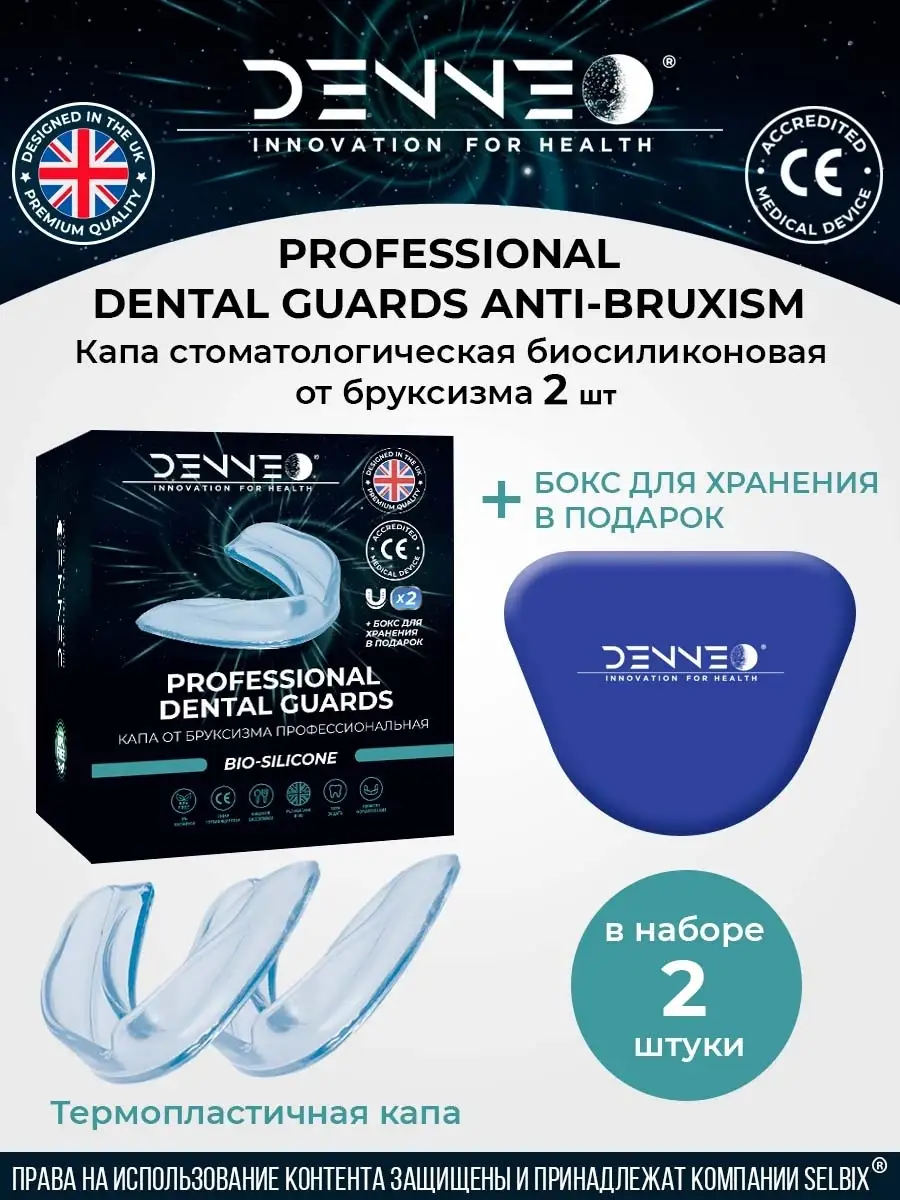 DENNEO®
INNOVATION FOR HEALTH
DESIGNED IN THE UK
PREMIUM QUALITY
ACCREDITED
CE
MEDICAL DEVICE
PROFESSIONAL
DENTAL GUARDS ANTI-BRUXISM
Капа стоматологическая биосиликоновая
от бруксизма 2 шт
DENNEO
INNOVATION FOR HEALTH
DESIGNED IN THE UK
PREMIUM QUALITY
ACCREDITED
CE
MEDICAL DEVICE
x2
+ БОКС ДЛЯ
ХРАНЕНИЯ
В ПОДАРОК
PROFESSIONAL
DENTAL GUARDS
КАПА ОТ БРУКСИЗМА ПРОФЕССИОНАЛЬНАЯ
BIO-SILICONE
DENNEO
+ БОКС ДЛЯ ХРАНЕНИЯ
В ПОДАРОК
DENNEO®
INNOVATION FOR HEALTH
в наборе
2
штуки
Термопластичная капа
ПРАВА НА ИСПОЛЬЗОВАНИЕ КОНТЕНТА ЗАЩИЩЕНЫ И ПРИНАДЛЕЖАТ КОМПАНИИ SELBIX®